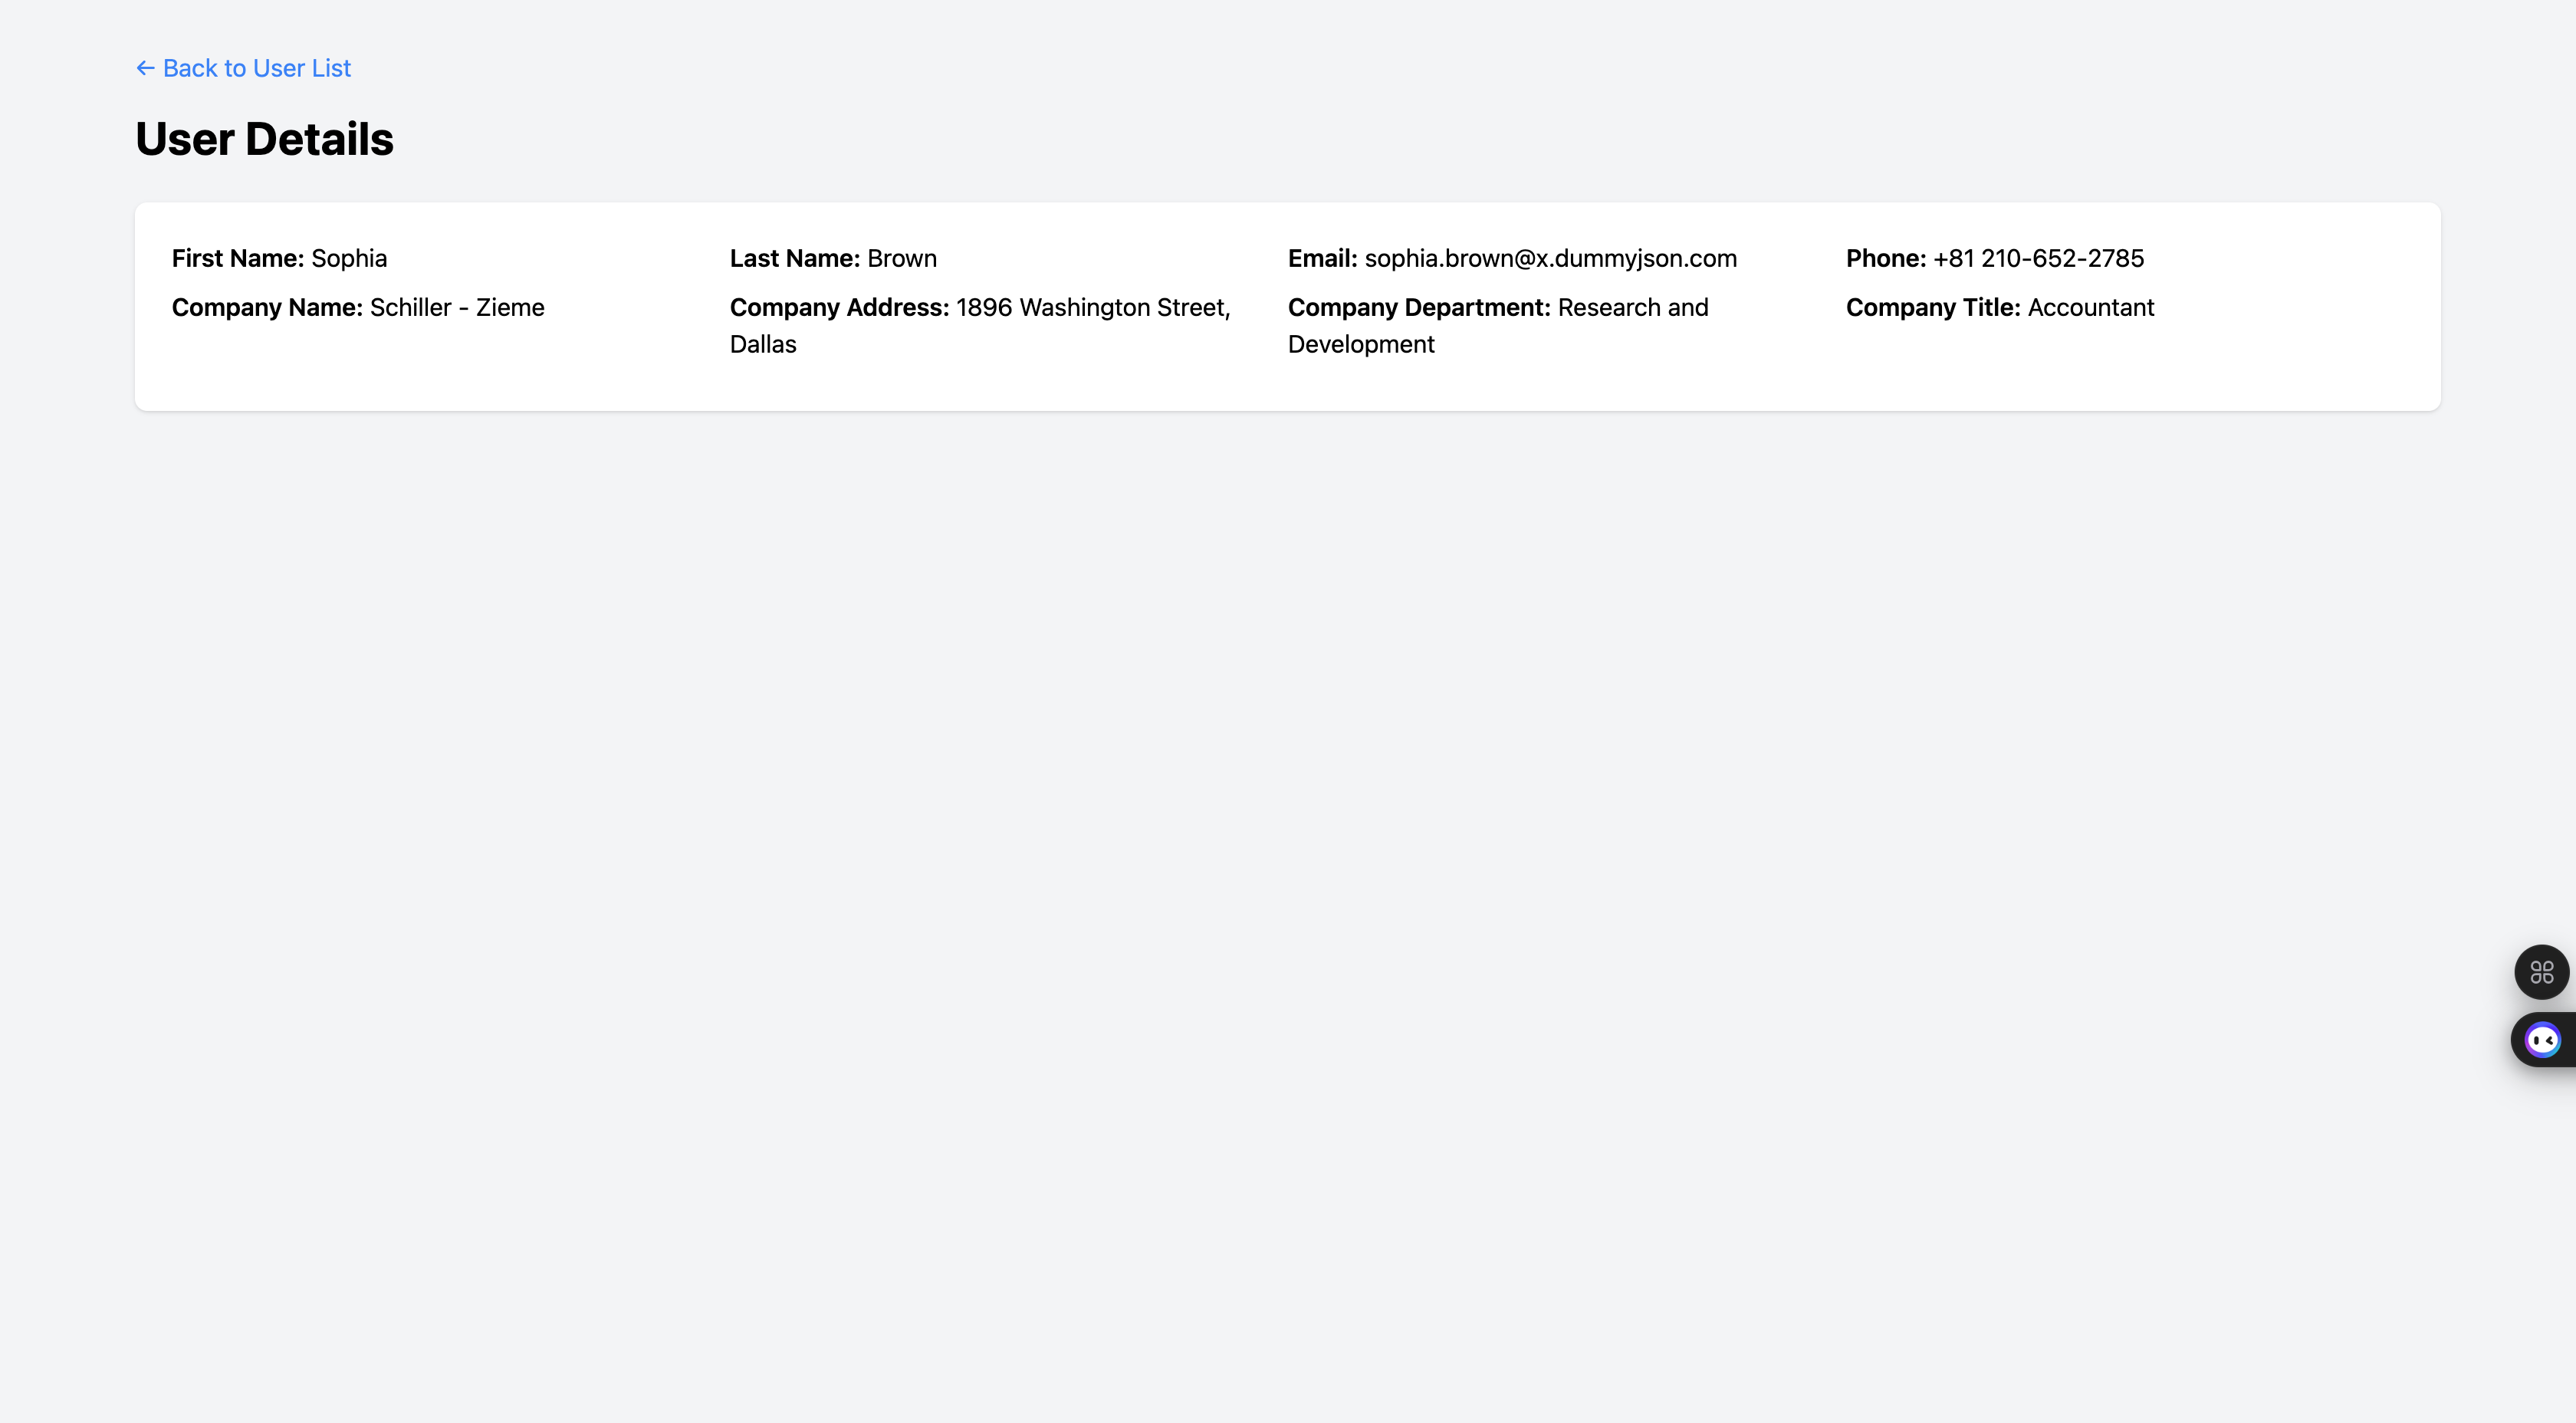 ← Back to User List
User Details
First Name: Sophia
Last Name: Brown
Email: sophia.brown@x.dummyjson.com
Phone: +81 210-652-2785
Company Name: Schiller - Zieme
Company Address: 1896 Washington Street,
Dallas
Company Department: Research and
Development
Company Title: Accountant